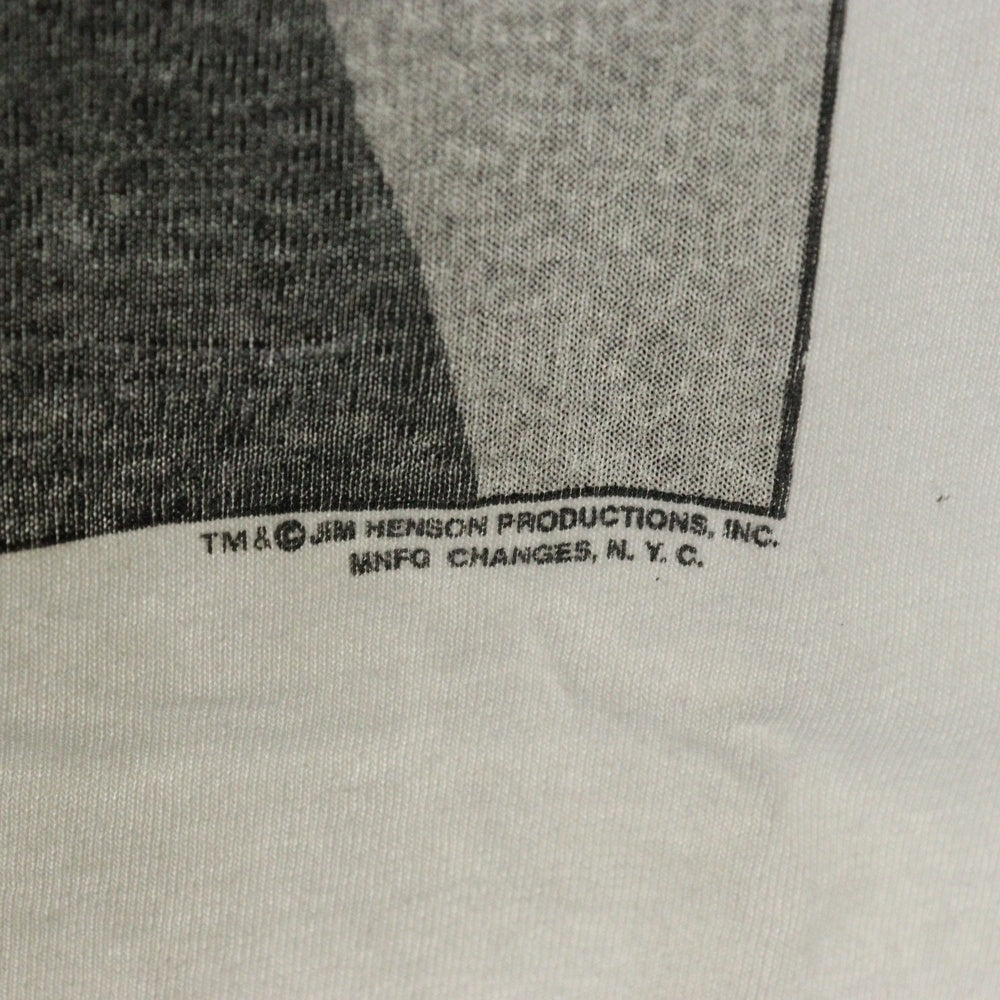 TM & © JIM HENSON PRODUCTIONS, INC.
MNFG CHANGES, N. Y. C.